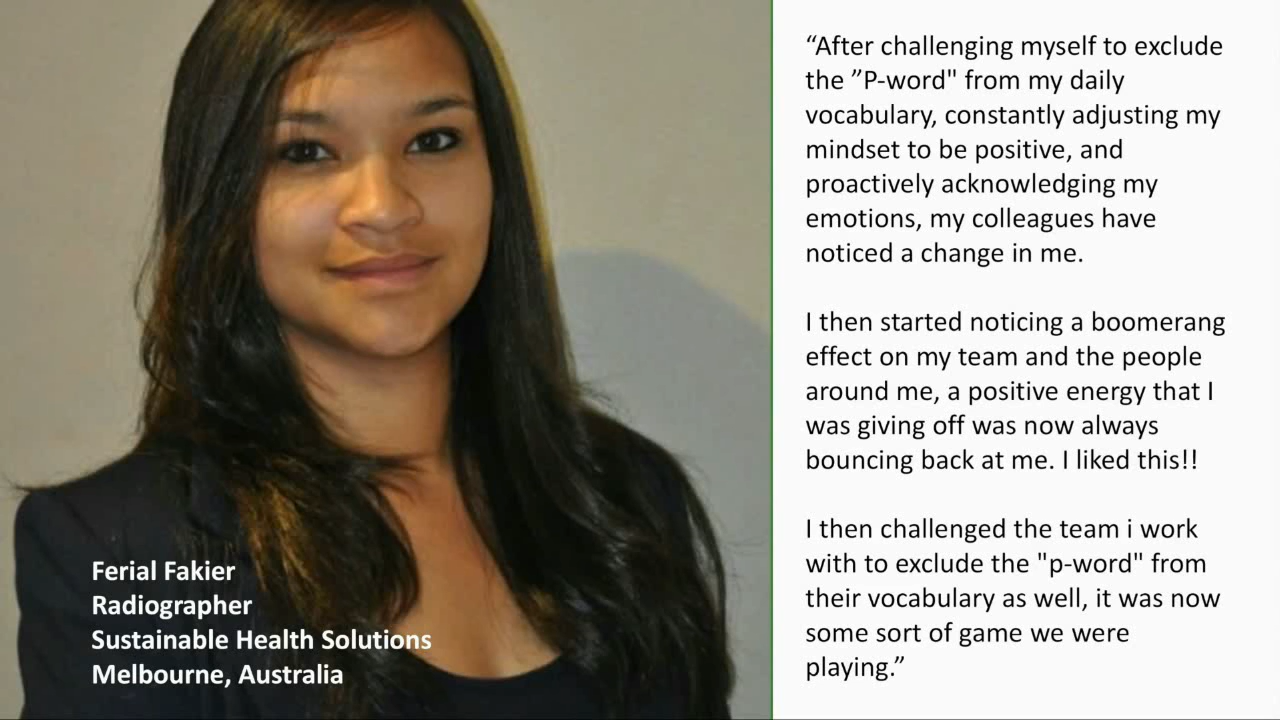 “After challenging myself to exclude
the ”P-word" from my daily
vocabulary, constantly adjusting my
mindset to be positive, and
proactively acknowledging my
emotions, my colleagues have
noticed a change in me.
I then started noticing a boomerang
effect on my team and the people
around me, a positive energy that I
was giving off was now always
bouncing back at me. I liked this!!
I then challenged the team i work
with to exclude the "p-word" from
their vocabulary as well, it was now
some sort of game we were
playing.”
Ferial Fakier
Radiographer
Sustainable Health Solutions
Melbourne, Australia